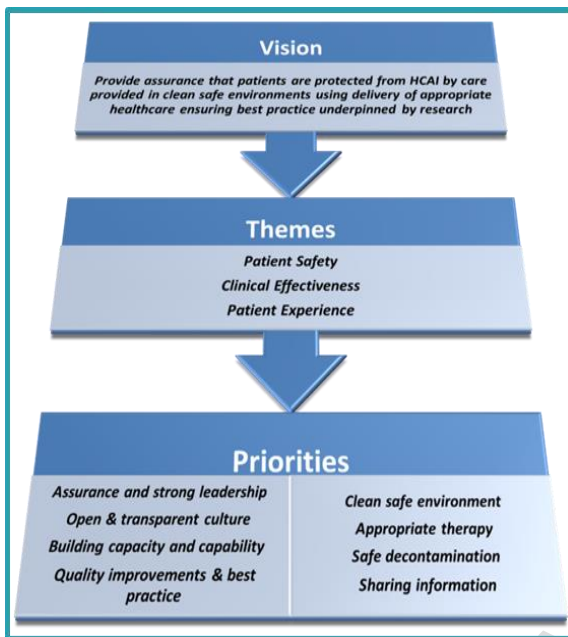 Vision
Provide assurance that patients are protected from HCAI by care
provided in clean safe environments using delivery of appropriate
healthcare ensuring best practice underpinned by research
Themes
Patient Safety
Clinical Effectiveness
Patient Experience
Priorities
Assurance and strong leadership
Open & transparent culture
Building capacity and capability
Quality improvements & best
practice
Clean safe environment
Appropriate therapy
Safe decontamination
Sharing information